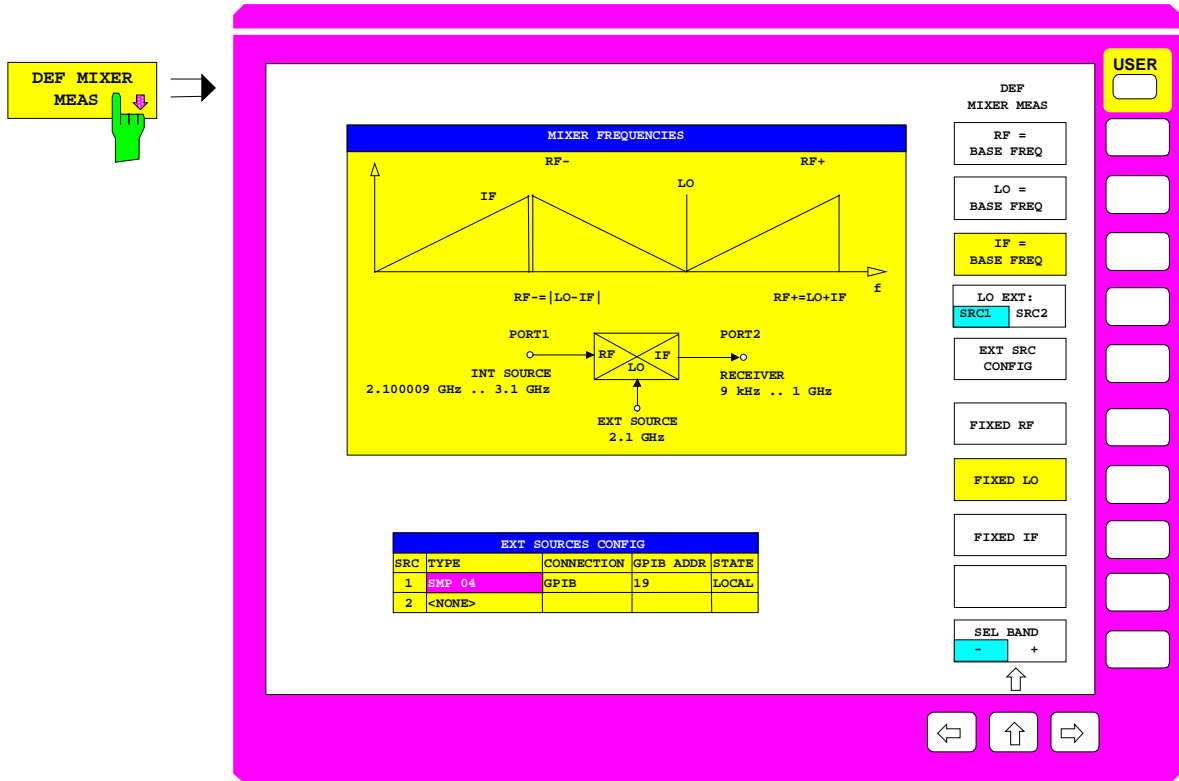 DEF MIXER
MEAS
USER
DEF
MIXER MEAS
MIXER FREQUENCIES
RF-
RF+
LO
IF
f
RF-=|LO-IF|
RF+=LO+IF
PORT1
PORT2
RF
IF
LO
INT SOURCE
2.100009 GHz .. 3.1 GHz
RECEIVER
9 kHz .. 1 GHz
EXT SOURCE
2.1 GHz
EXT SOURCES CONFIG
SRC TYPE CONNECTION GPIB ADDR STATE
1 SMP 04 GPIB 19 LOCAL
2 <NONE>
RF =
BASE FREQ
LO =
BASE FREQ
IF =
BASE FREQ
LO EXT:
SRC1 SRC2
EXT SRC
CONFIG
FIXED RF
FIXED LO
FIXED IF
SEL BAND
- +